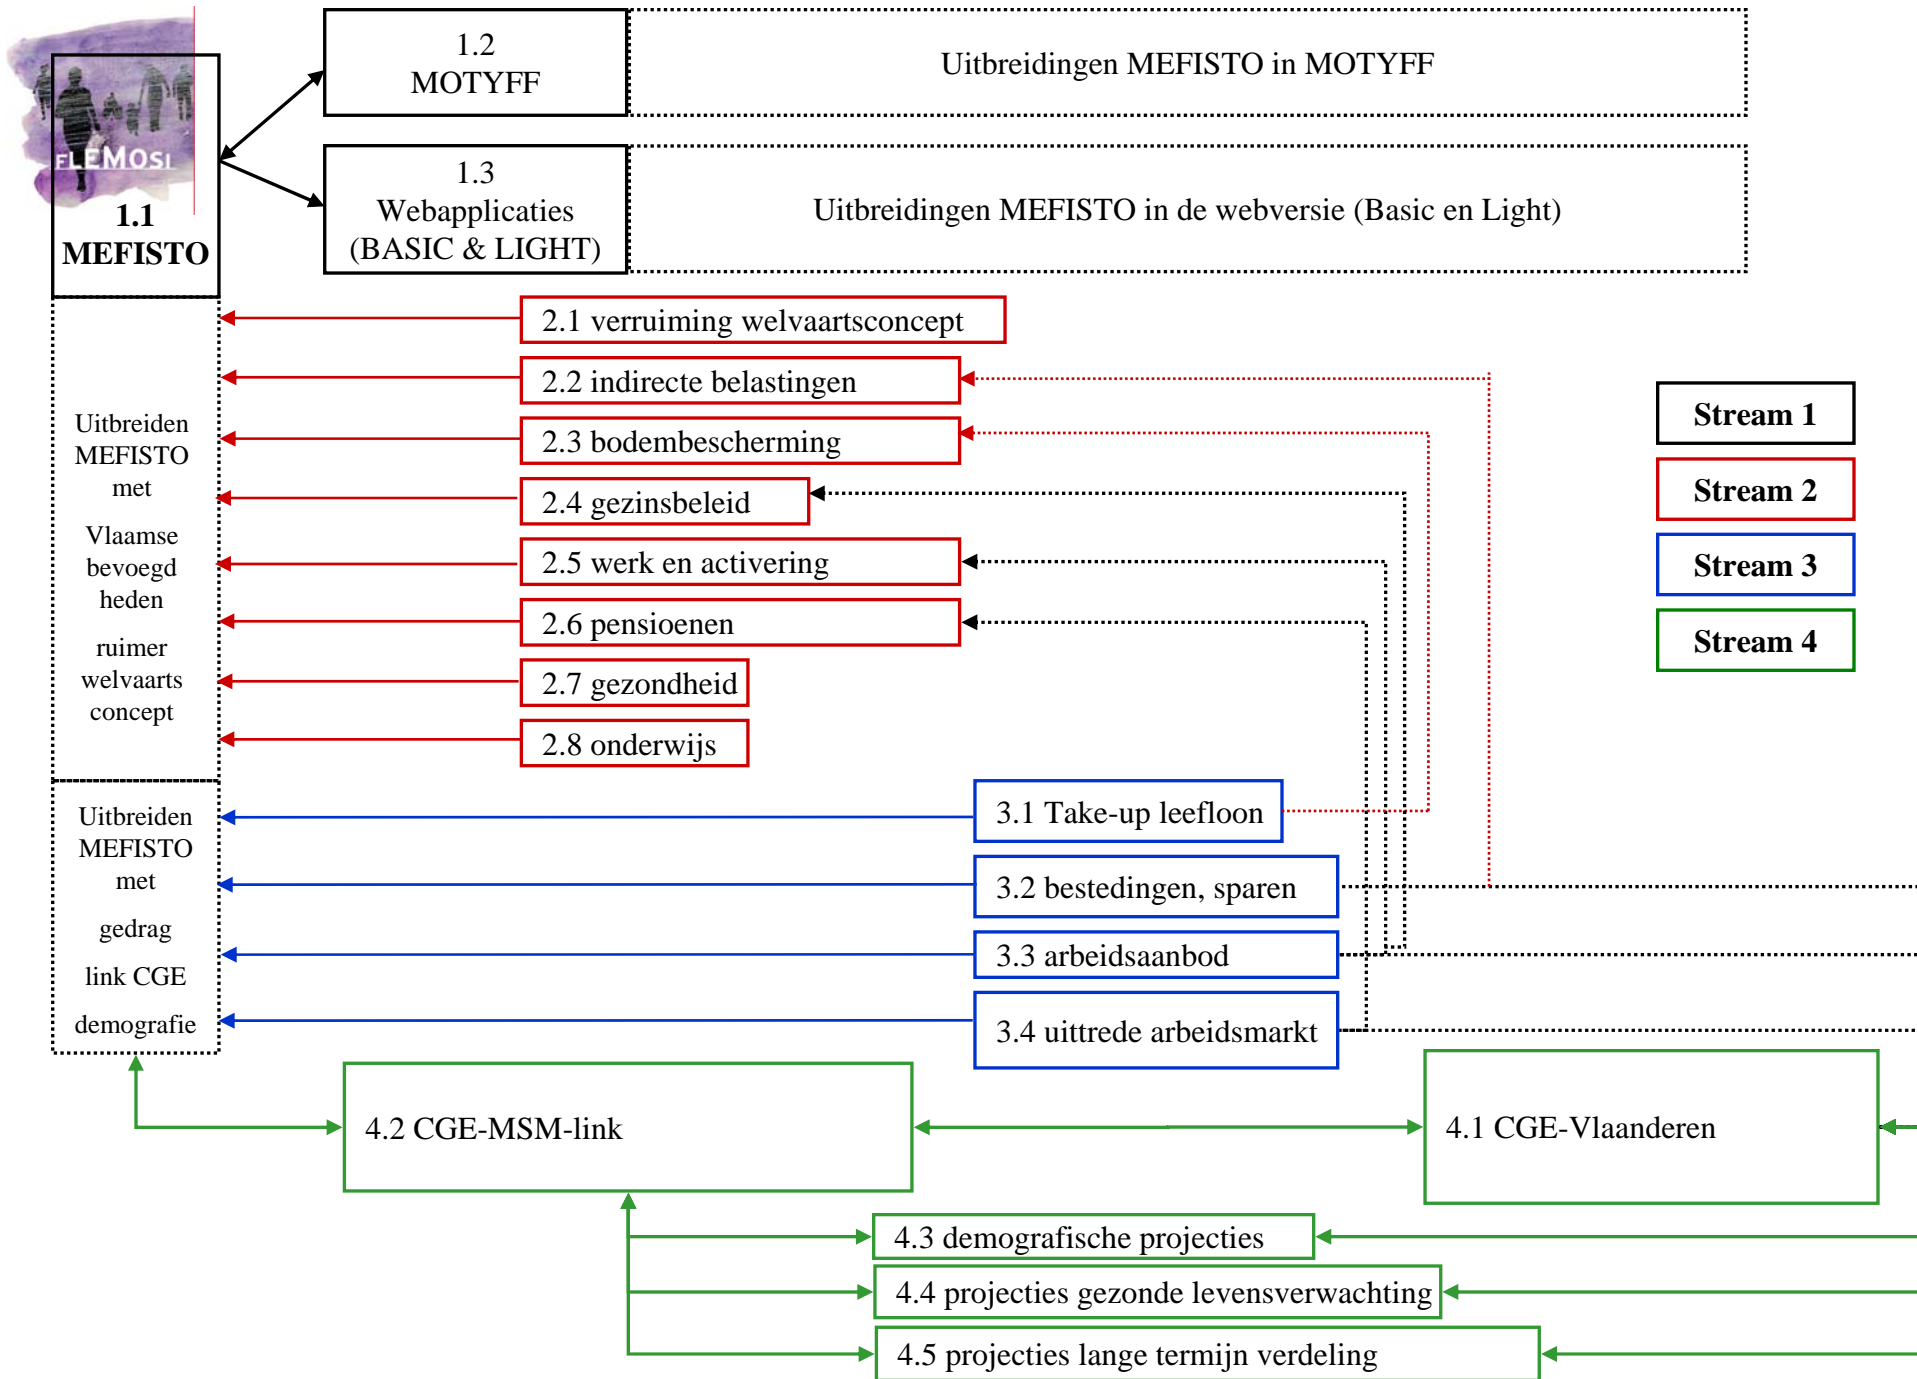 FLEMOSI
1.1
MEFISTO
1.2
MOTYFF
Uitbreidingen MEFISTO in MOTYFF
1.3
Webapplicaties
(BASIC & LIGHT)
Uitbreidingen MEFISTO in de webversie (Basic en Light)
Uitbreiden
MEFISTO
met
Vlaamse
bevoegd
heden
ruimer
welvaarts
concept
2.1 verruiming welvaartsconcept
2.2 indirecte belastingen
2.3 bodembescherming
2.4 gezinsbeleid
2.5 werk en activering
2.6 pensioenen
2.7 gezondheid
2.8 onderwijs
Stream 1
Stream 2
Stream 3
Stream 4
Uitbreiden
MEFISTO
met
gedrag
link CGE
demografie
3.1 Take-up leefloon
3.2 bestedingen, sparen
3.3 arbeidsaanbod
3.4 uittrede arbeidsmarkt
4.2 CGE-MSM-link
4.1 CGE-Vlaanderen
4.3 demografische projecties
4.4 projecties gezonde levensverwachting
4.5 projecties lange termijn verdeling